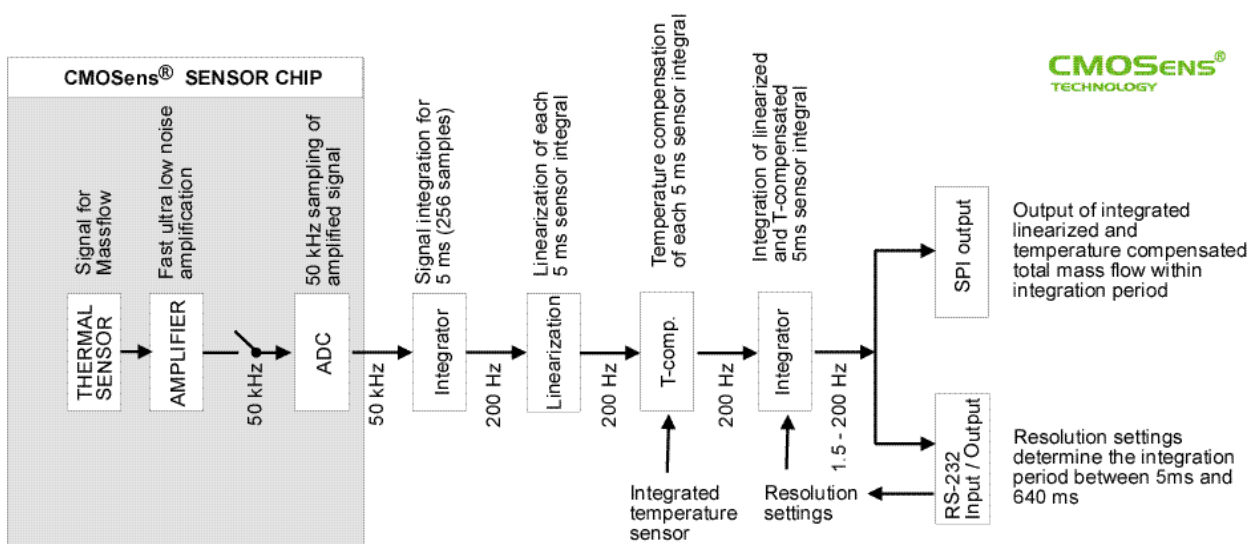 CMOSens® SENSOR CHIP
CMOSENS®
TECHNOLOGY
Signal for
Massflow
Fast ultra low noise
amplification
50 kHz sampling of
amplified signal
Signal integration for
5 ms (256 samples)
Linearization of each
5 ms sensor integral
Temperature compensation
of each 5 ms sensor integral
Integration of linearized
and T-compensated
5ms sensor integral
THERMAL
SENSOR
AMPLIFIER
50 kHz
ADC
50 kHz
Integrator
200 Hz
Linearization
200 Hz
T-comp.
200 Hz
Integrator
1.5 - 200 Hz
SPI output
Output of integrated
linearized and
temperature compensated
total mass flow within
integration period
RS-232
Input / Output
Resolution settings
determine the integration
period between 5ms and
640 ms
Integrated
temperature
sensor
Resolution
settings